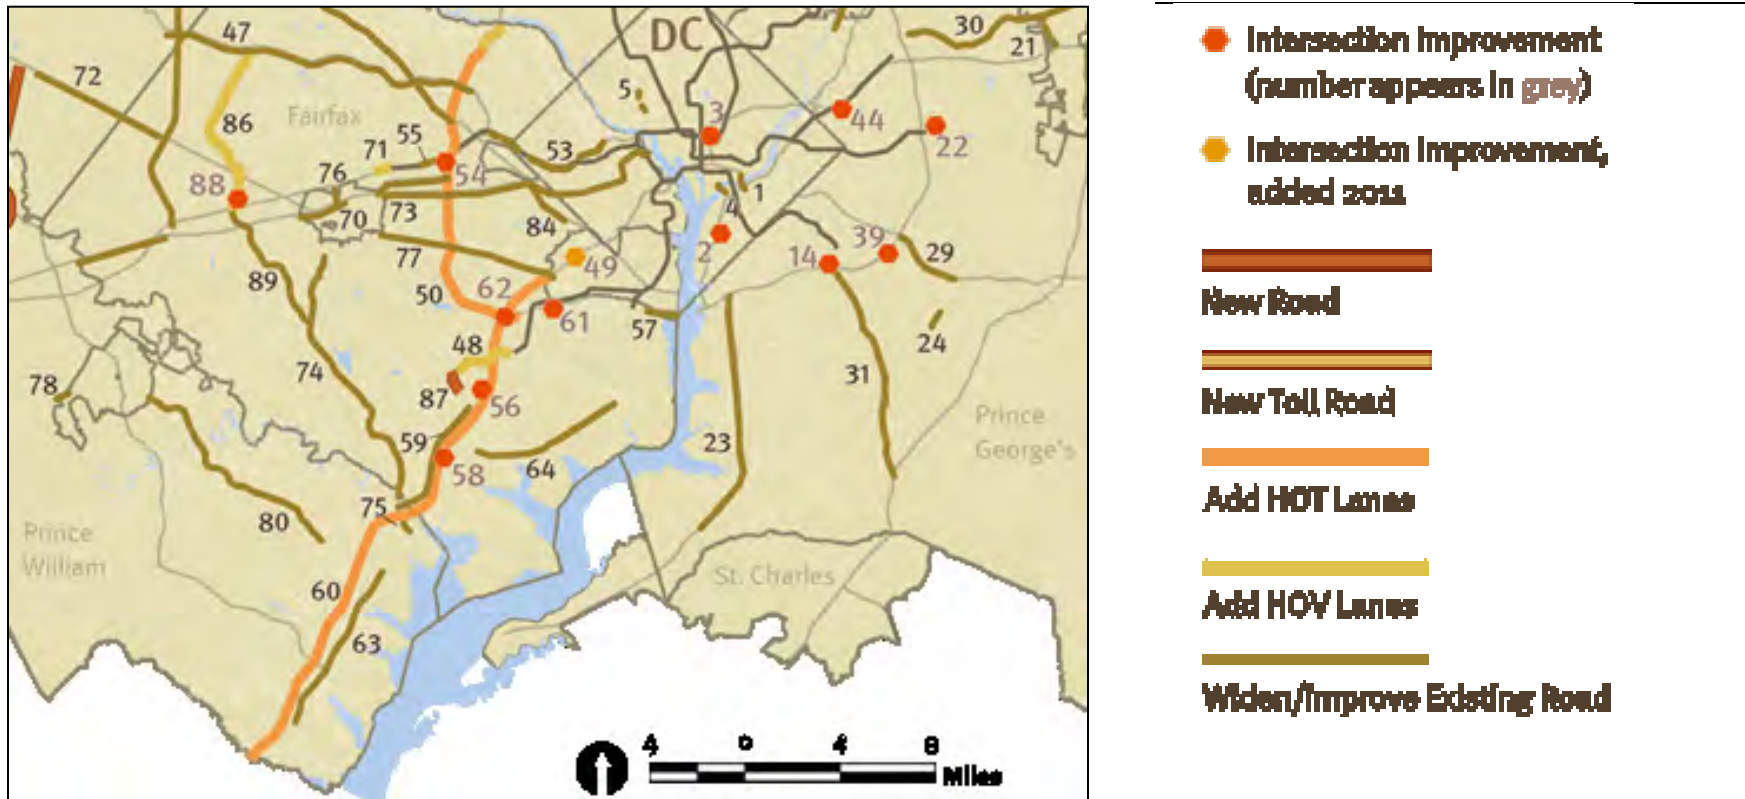 47
DC
30
21
72
5
3
44
86
Fairfax
55
71
53
22
54
76
88
1
4
70
73
84
2
39
29
14
77
49
89
50
62
61
57
24
48
74
31
78
87
56
59
23
Prince
George's
58
64
75
80
Prince
William
60
St. Charles
63
4 0 4 8
Miles
Intersection Improvement
(number appears in grey)
Intersection Improvement,
added 2011
New Road
New Toll Road
Add HOT Lanes
Add HOV Lanes
Widen/Improve Existing Road